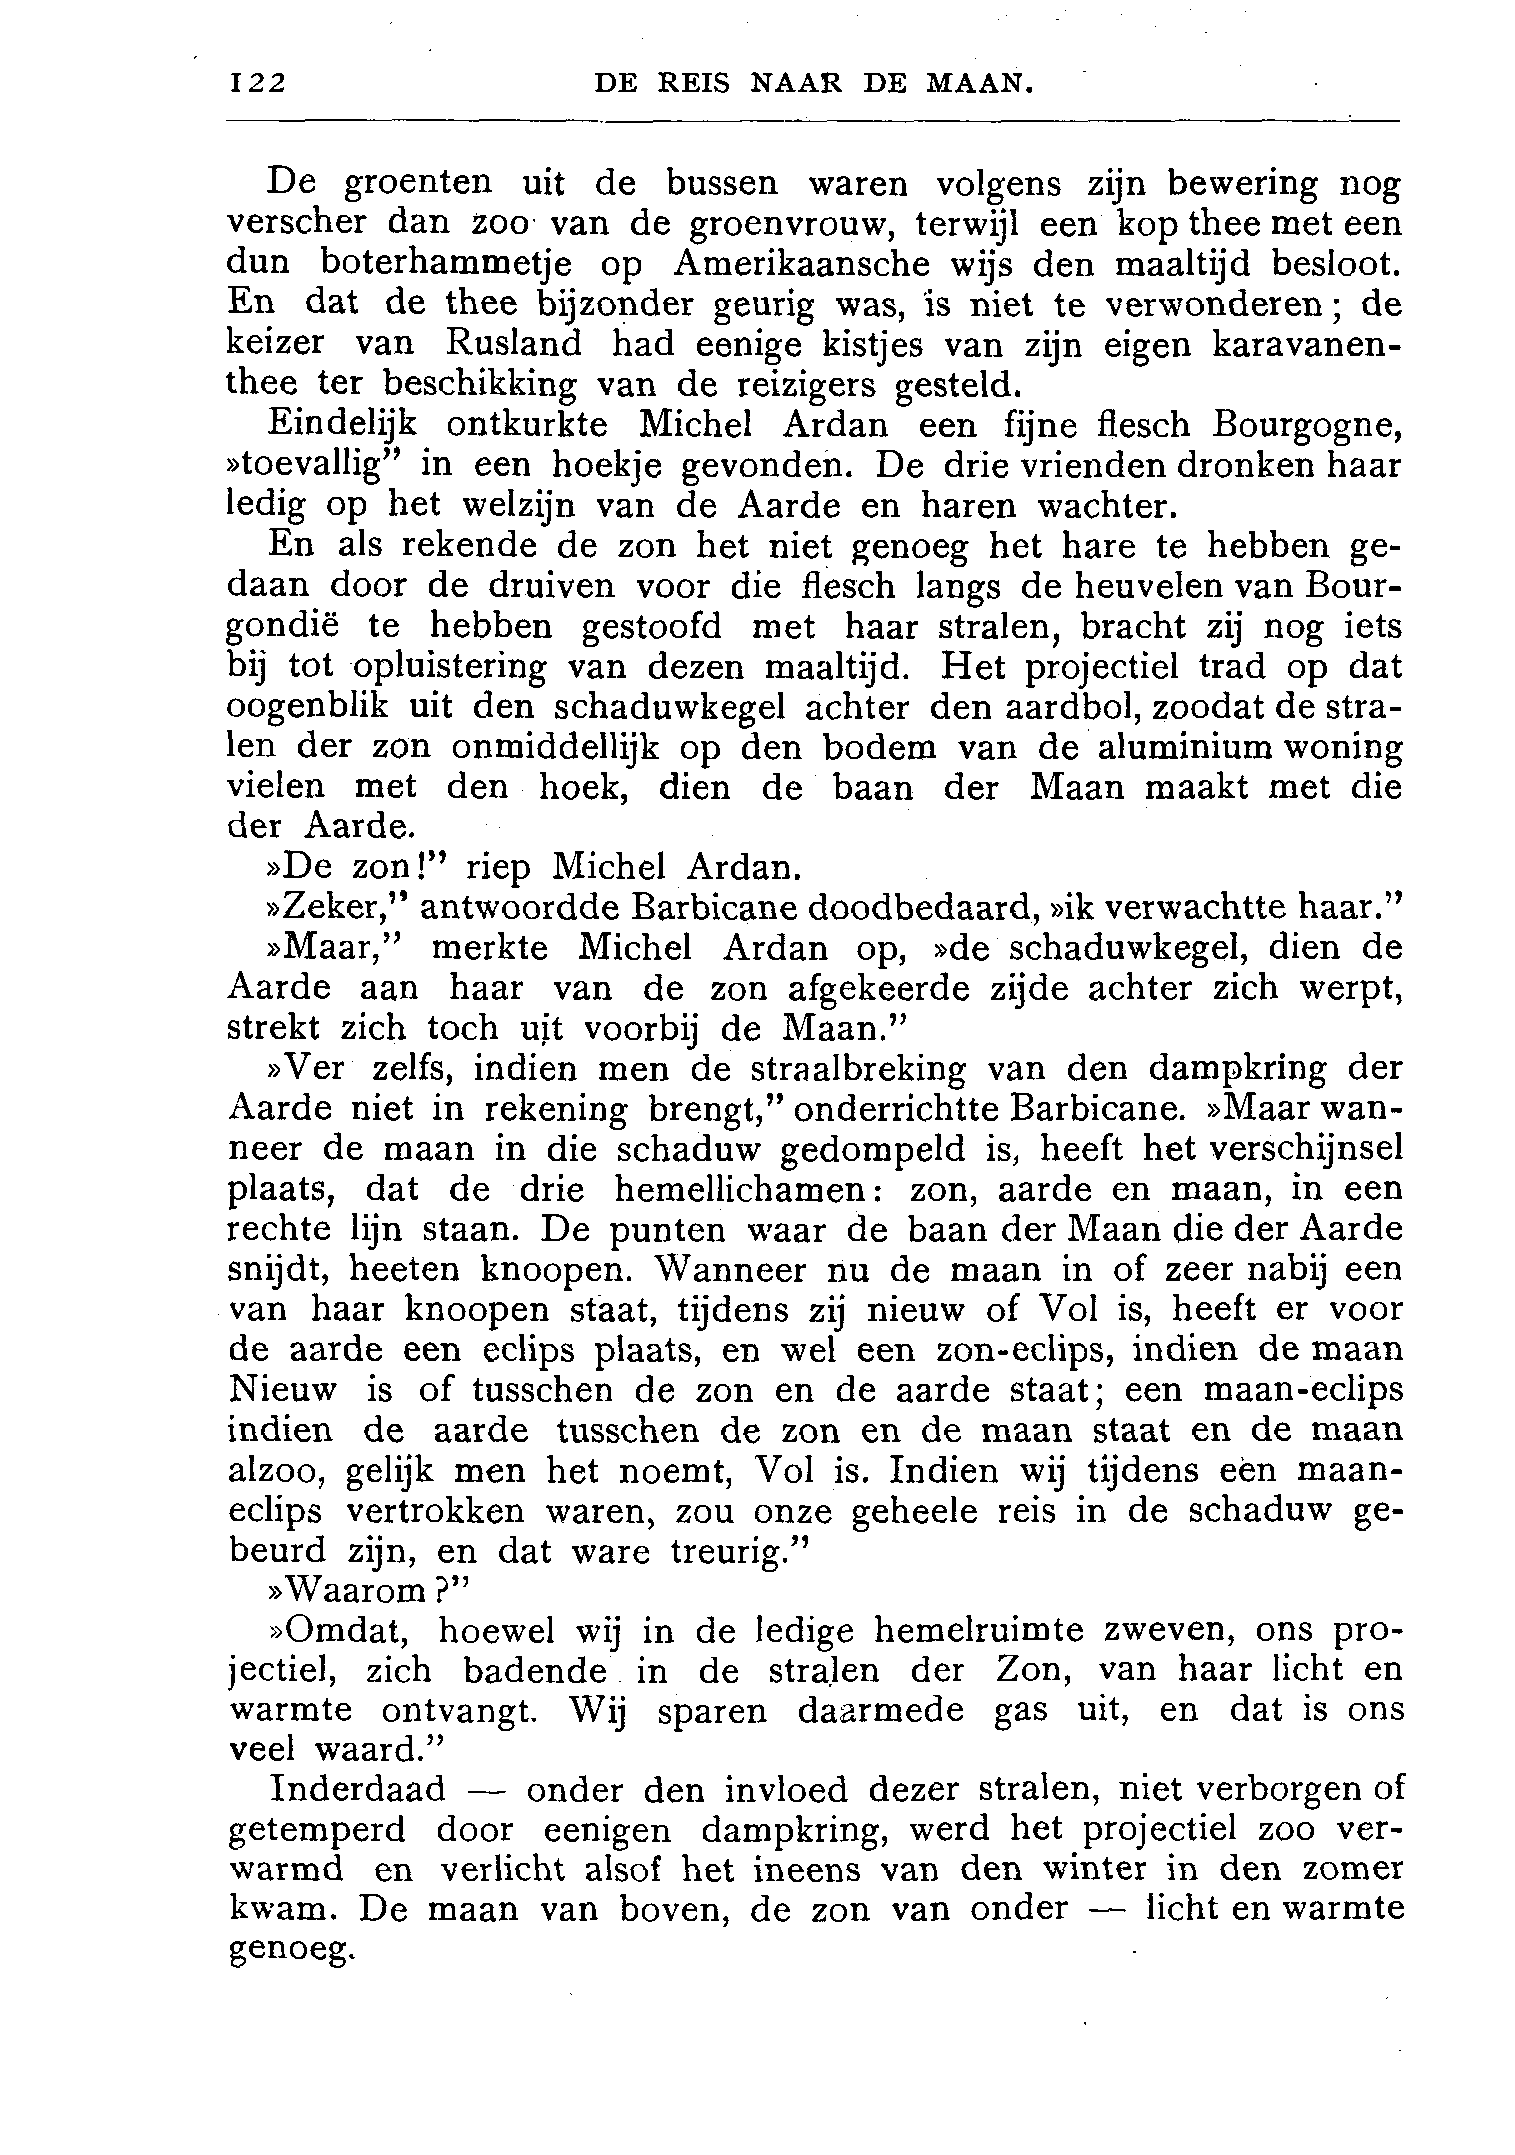 122 DE REIS NAAR DE MAAN.
De groenten uit de bussen waren volgens zijn bewering nog
verscher dan zoo van de groenvrouw, terwijl een kop thee met een
dun boterhammetje op Amerikaansche wijs den maaltijd besloot.
En dat de thee bijzonder geurig was, is niet te verwonderen; de
keizer van Rusland had eenige kistjes van zijn eigen karavanen-
thee ter beschikking van de reizigers gesteld.
Eindelijk ontkurkte Michel Ardan een fijne flesch Bourgogne,
»toevallig” in een hoekje gevonden. De drie vrienden dronken haar
ledig op het welzijn van de Aarde en haren wachter.
En als rekende de zon het niet genoeg het hare te hebben ge-
daan door de druiven voor die flesch langs de heuvelen van Bour-
gondië te hebben gestoofd met haar stralen, bracht zij nog iets
bij tot opluistering van dezen maaltijd. Het projectiel trad op dat
oogenblik uit den schaduwkegel achter den aardbol, zoodat de stra-
len der zon onmiddellijk op den bodem van de aluminium woning
vielen met den hoek, dien de baan der Maan maakt met die
der Aarde.
»De zon!” riep Michel Ardan.
»Zeker,” antwoordde Barbicane doodbedaard, »ik verwachtte haar.”
»Maar,” merkte Michel Ardan op, »de schaduwkegel, dien de
Aarde aan haar van de zon afgekeerde zijde achter zich werpt,
strekt zich toch uit voorbij de Maan.”
»Ver zelfs, indien men de straalbreking van den dampkring der
Aarde niet in rekening brengt,” onderrichtte Barbicane. »Maar wan-
neer de maan in die schaduw gedompeld is, heeft het verschijnsel
plaats, dat de drie hemellichamen: zon, aarde en maan, in een
rechte lijn staan. De punten waar de baan der Maan die der Aarde
snijdt, heeten knoopen. Wanneer nu de maan in of zeer nabij een
van haar knoopen staat, tijdens zij nieuw of Vol is, heeft er voor
de aarde een eclips plaats, en wel een zon-eclips, indien de maan
Nieuw is of tusschen de zon en de aarde staat; een maan-eclips
indien de aarde tusschen de zon en de maan staat en de maan
alzoo, gelijk men het noemt, Vol is. Indien wij tijdens een maan-
eclips vertrokken waren, zou onze geheele reis in de schaduw ge-
beurd zijn, en dat ware treurig.”
»Waarom?”
»Omdat, hoewel wij in de ledige hemelruimte zweven, ons pro-
jectiel, zich badende in de stralen der Zon, van haar licht en
warmte ontvangt. Wij sparen daarmede gas uit, en dat is ons
veel waard.”
Inderdaad — onder den invloed dezer stralen, niet verborgen of
getemperd door eenigen dampkring, werd het projectiel zoo ver-
warmd en verlicht alsof het ineens van den winter in den zomer
kwam. De maan van boven, de zon van onder — licht en warmte
genoeg.